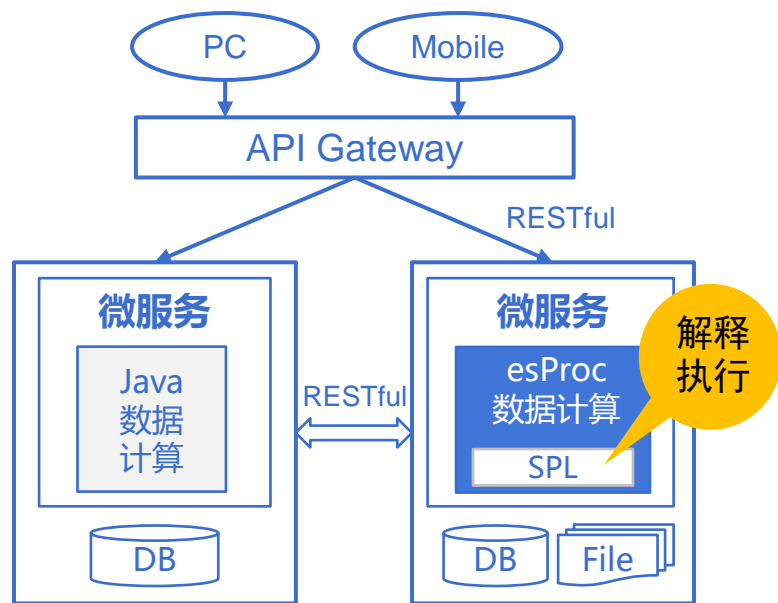 PC
Mobile
API Gateway
RESTful
微服务
Java
数据
计算
DB
RESTful
微服务
esProc
数据计算
SPL
DB
File
解释
执行